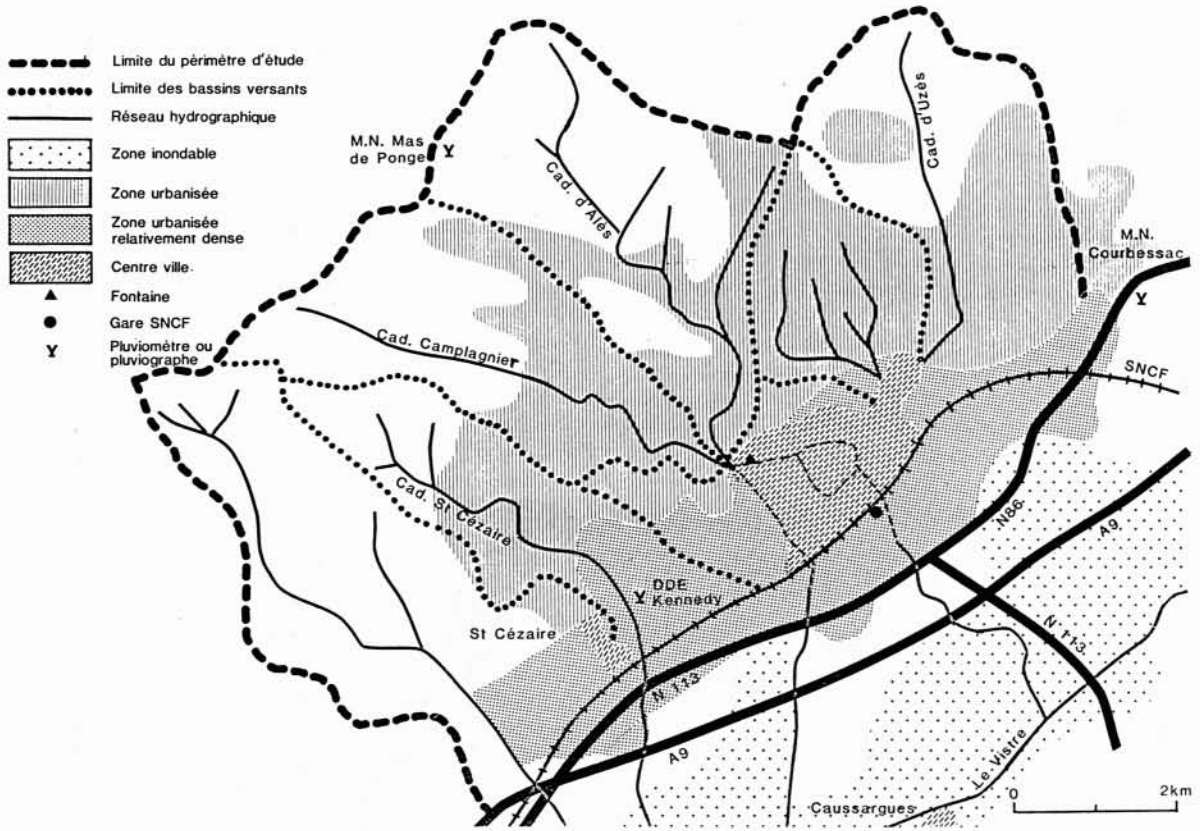 Limite du périmètre d'étude
Limite des bassins versants
Réseau hydrographique
Zone inondable
Zone urbanisée
Zone urbanisée
relativement dense
Centre ville.
Fontaine
Gare SNCF
Pluviomètre ou
pluviographe
M.N. Mas
de Ponge
Cad. d'Alés
Cad. d'Uzés
M.N.
Courbessac
Cad. Camplagnier
SNCF
Cad. St Cézaire
N86
A9
DDE
Kennedy
St Cézaire
N 113
N 113
A9
Le Vistre
Caussargues
0
2km